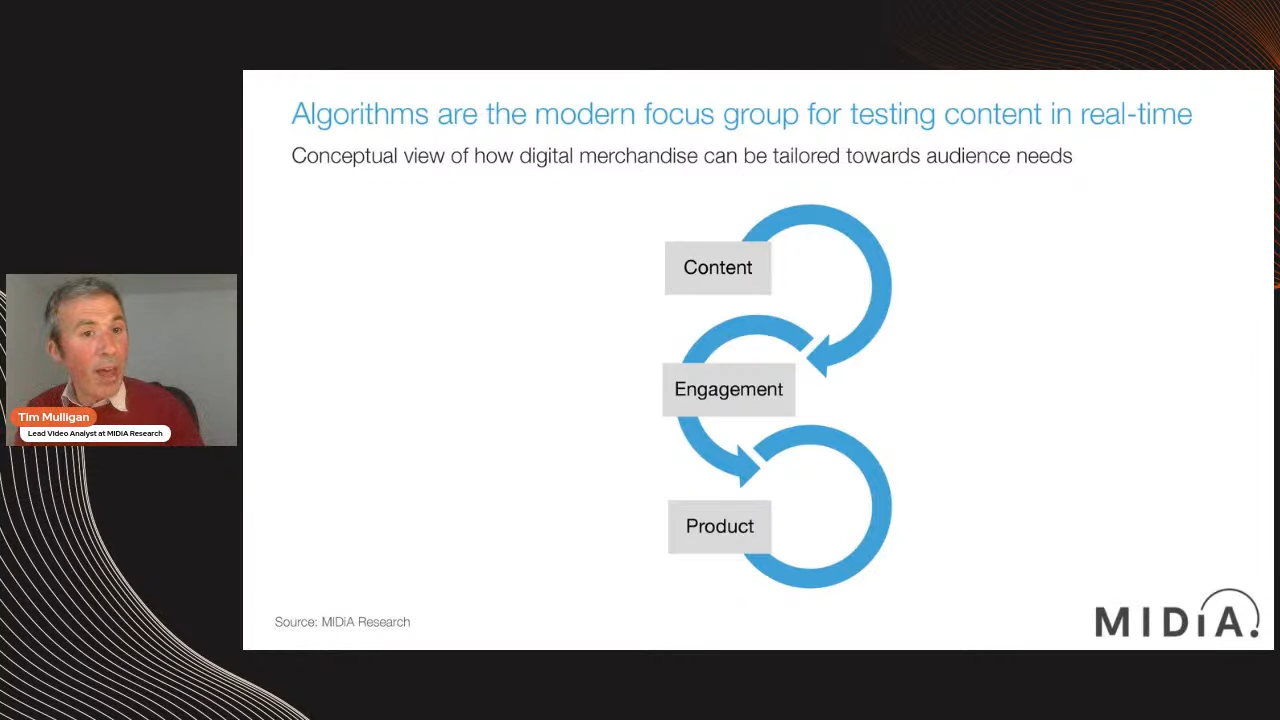 Algorithms are the modern focus group for testing content in real-time
Conceptual view of how digital merchandise can be tailored towards audience needs
Content
Engagement
Product
Tim Mulligan
Lead Video Analyst at MIDiA Research
Source: MIDiA Research
MIDiA.